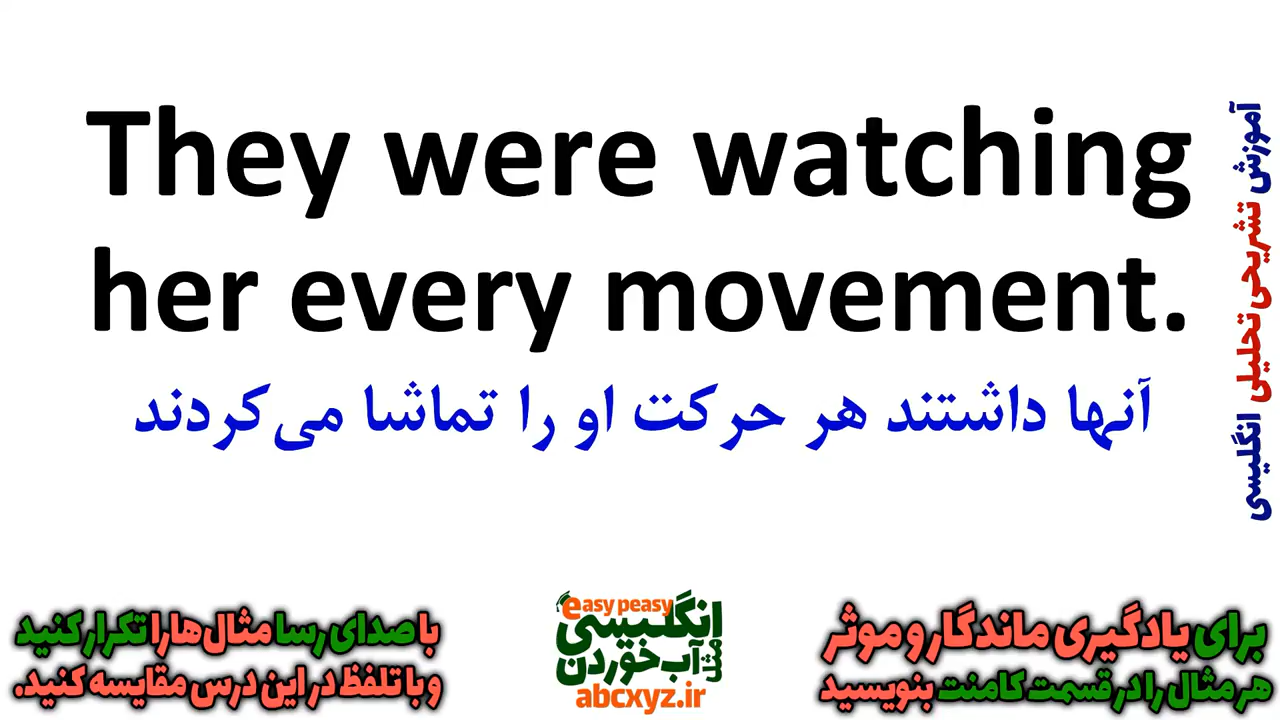 They were watching
her every movement.
آنها داشتند هر حرکت او را تماشا می‌کردند
آموزش تشریحی تحلیلی انگلیسی
برای یادگیری ماندگار و موثر
هر مثال را در قسمت کامنت بنویسید
easy peasy
انگلیسی
مثل آب خوردن
abcxyz.ir
با صدای رسا مثال‌ها را تکرار کنید
و با تلفظ در این درس مقایسه کنید.